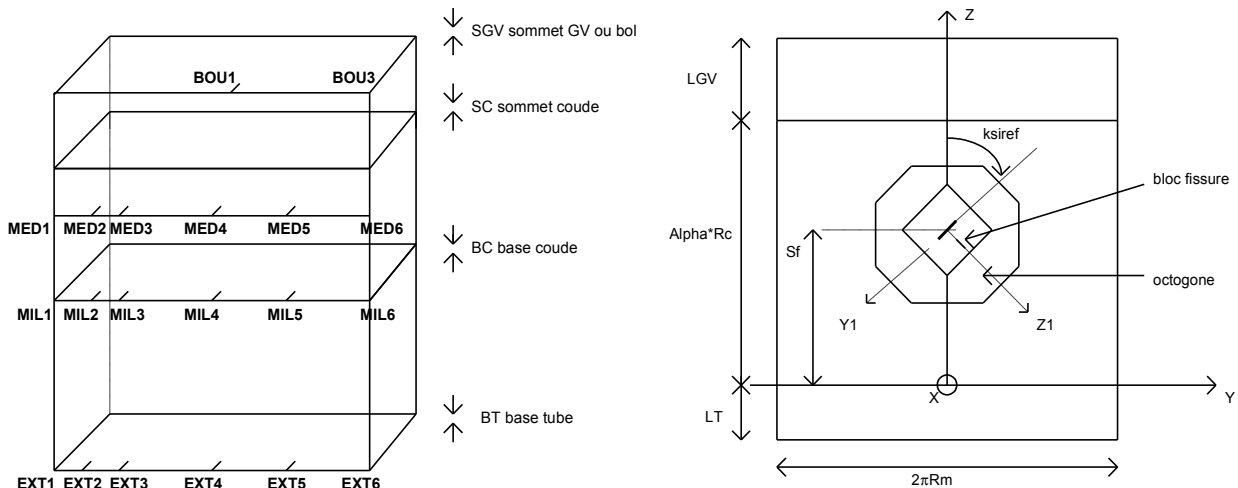 SGV sommet GV ou bol
BOU1 BOU3
SC sommet coude
MED1 MED2 MED3 MED4 MED5 MED6
BC base coude
MIL1 MIL2 MIL3 MIL4 MIL5 MIL6
BT base tube
EXT1 EXT2 EXT3 EXT4 EXT5 EXT6
Z
LGV
ksiref
bloc fissure
Alpha*Rc
Sf
octogone
Y1 Z1
X
Y
LT
2πRm